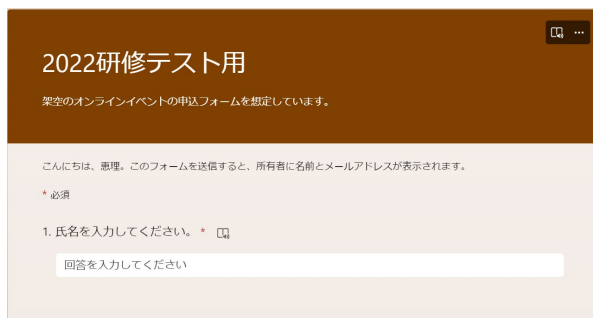 2022研修テスト用
架空のオンラインイベントの申込フォームを想定しています。
こんにちは、恵理。このフォームを送信すると、所有者に名前とメールアドレスが表示されます。
* 必須
1. 氏名を入力してください。 *
回答を入力してください